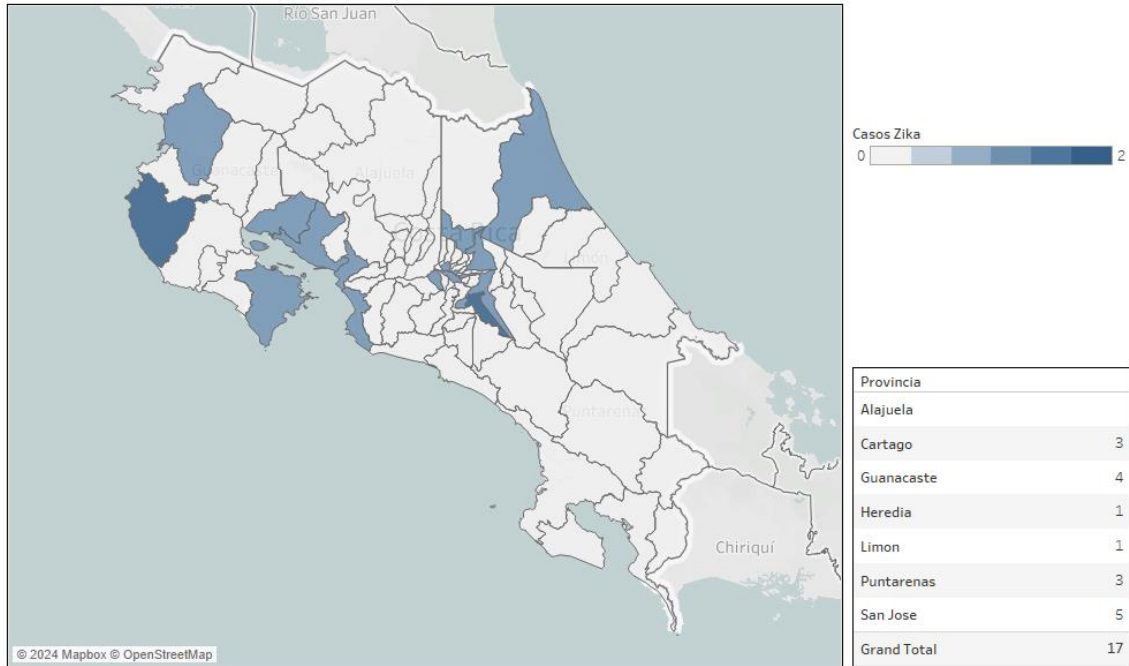 Río San Juan
Guanacaste
Alajuela
Costa Rica
Limón
Puntarena
Chiriquí
© 2024 Mapbox © OpenStreetMap
Casos Zika
0 2
Provincia
Alajuela
Cartago 3
Guanacaste 4
Heredia 1
Limon 1
Puntarenas 3
San Jose 5
Grand Total 17